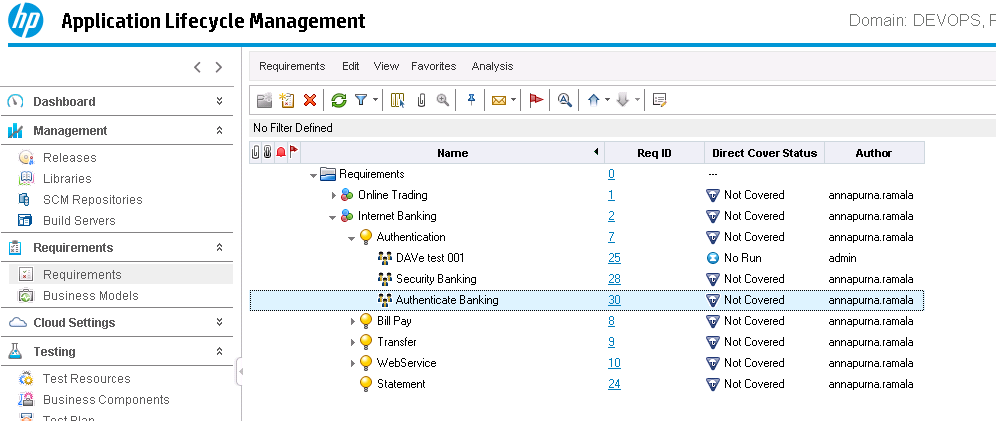 hp Application Lifecycle Management
Domain: DEVOPS, P
Requirements Edit View Favorites Analysis
Dashboard
Management
Releases
Libraries
SCM Repositories
Build Servers
Requirements
Requirements
Business Models
Cloud Settings
Testing
Test Resources
Business Components
Test Plan
No Filter Defined
Name Req ID Direct Cover Status Author
Requirements 0 ---
Online Trading 1 Not Covered annapurna.ramala
Internet Banking 2 Not Covered annapurna.ramala
Authentication 7 Not Covered annapurna.ramala
DAVe test 001 25 No Run admin
Security Banking 28 Not Covered annapurna.ramala
Authenticate Banking 30 Not Covered annapurna.ramala
Bill Pay 8 Not Covered annapurna.ramala
Transfer 9 Not Covered annapurna.ramala
WebService 10 Not Covered annapurna.ramala
Statement 24 Not Covered annapurna.ramala